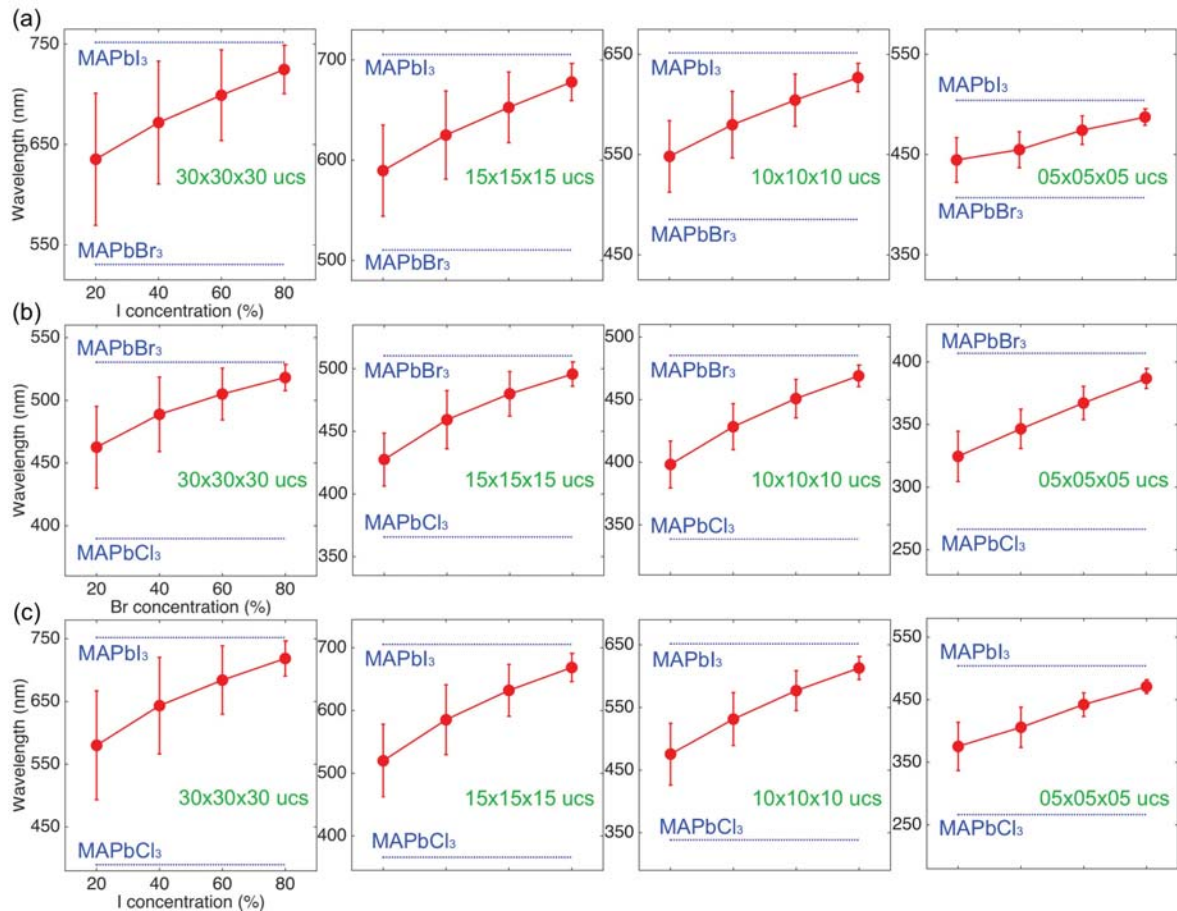 (a)
Wavelength (nm)
750
650
550
MAPbI₃
30x30x30 ucs
MAPbBr₃
20 40 60 80
I concentration (%)
700
600
500
MAPbI₃
15x15x15 ucs
MAPbBr₃
650
550
450
MAPbI₃
10x10x10 ucs
MAPbBr₃
550
450
350
MAPbI₃
05x05x05 ucs
MAPbBr₃
(b)
Wavelength (nm)
550
500
450
400
MAPbBr₃
30x30x30 ucs
MAPbCl₃
20 40 60 80
Br concentration (%)
500
450
400
350
MAPbBr₃
15x15x15 ucs
MAPbCl₃
500
450
400
350
MAPbBr₃
10x10x10 ucs
MAPbCl₃
400
350
300
250
MAPbBr₃
05x05x05 ucs
MAPbCl₃
(c)
Wavelength (nm)
750
650
550
450
MAPbI₃
30x30x30 ucs
MAPbCl₃
20 40 60 80
I concentration (%)
700
600
500
400
MAPbI₃
15x15x15 ucs
MAPbCl₃
650
550
450
350
MAPbI₃
10x10x10 ucs
MAPbCl₃
550
450
350
250
MAPbI₃
05x05x05 ucs
MAPbCl₃